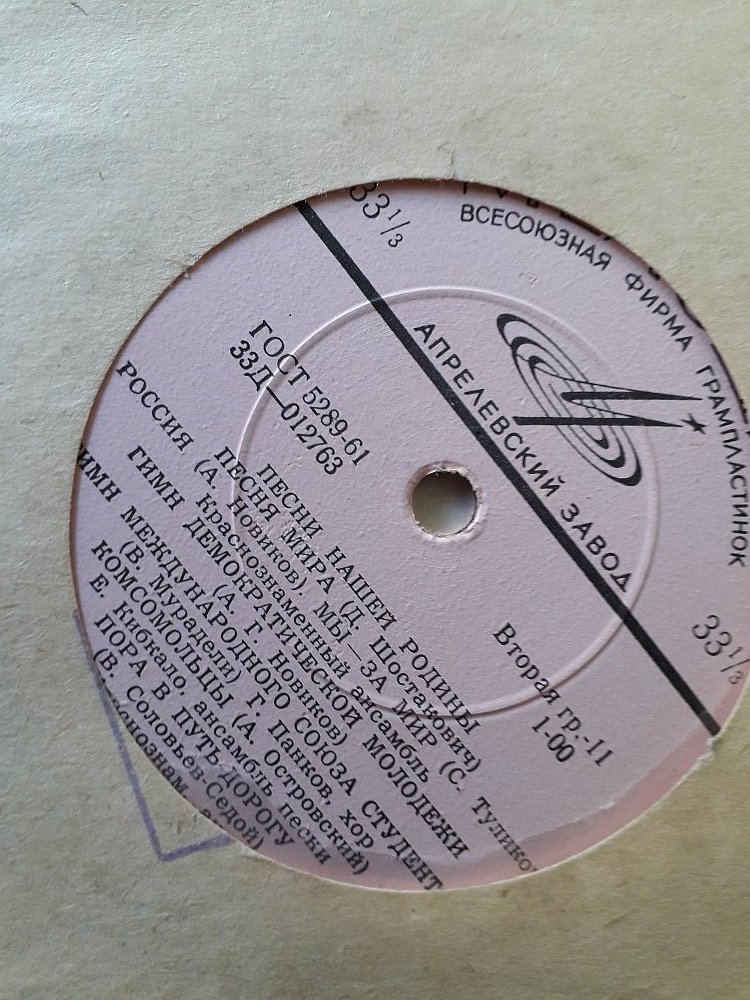 33⅓
ВСЕСОЮЗНАЯ ФИРМА ГРАМПЛАСТИНОК
АПРЕЛЕВСКИЙ ЗАВОД
33⅓
ГОСТ 5289-61
33Д—012763
Вторая гр.-11
1-00
ПЕСНИ НАШЕЙ РОДИНЫ
ПЕСНЯ МИРА (Д. Шостакович)
РОССИЯ (А. Новиков).
Краснознаменный ансамбль
МЫ—ЗА МИР (С.
ГИМН ДЕМОКРАТИЧЕСКОЙ МОЛОДЕЖИ
(А. Г. Новиков)
ИМН МЕЖДУНАРОДНОГО СОЮЗА СТУДЕНТ
(В. Мурадели) Г. Панков, хор
КОМСОМОЛЬЦЫ (А. Островский)
Е. Кибкало, ансамбль песни
ПОРА В ПУТЬ-ДОРОГУ
(В. Соловьев-Седой)